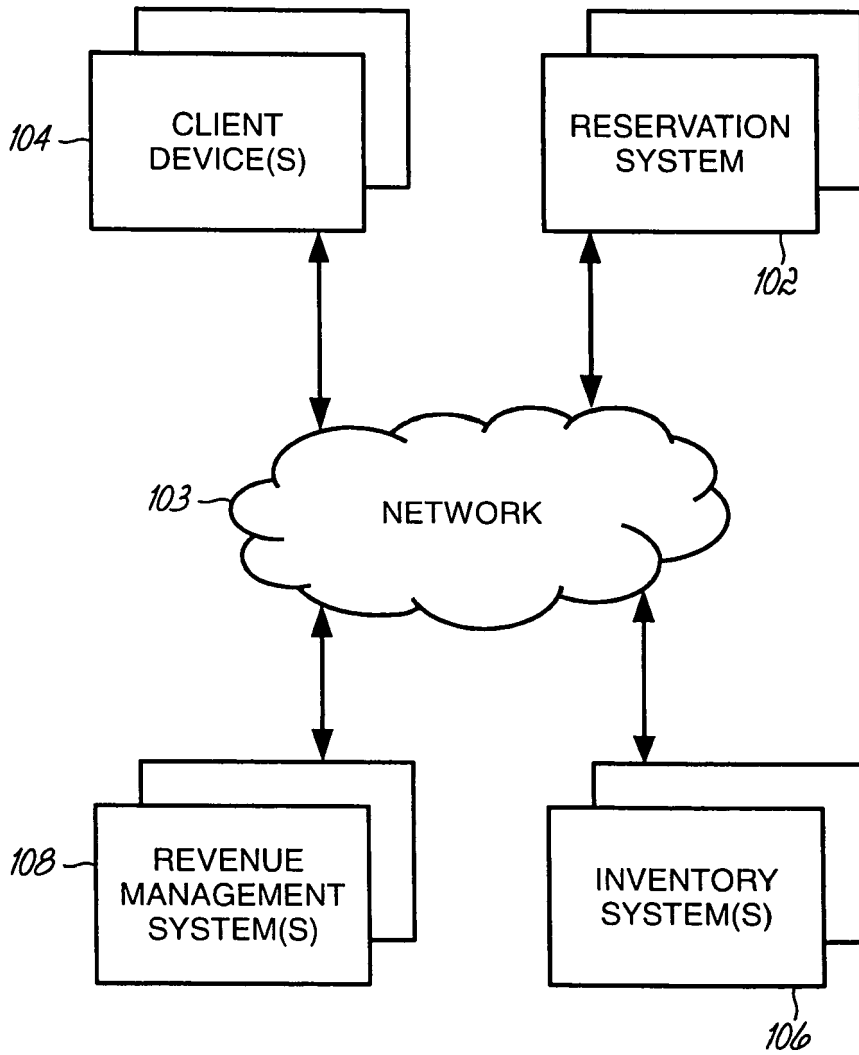 104
CLIENT
DEVICE(S)
RESERVATION
SYSTEM
102
103
NETWORK
108
REVENUE
MANAGEMENT
SYSTEM(S)
INVENTORY
SYSTEM(S)
106